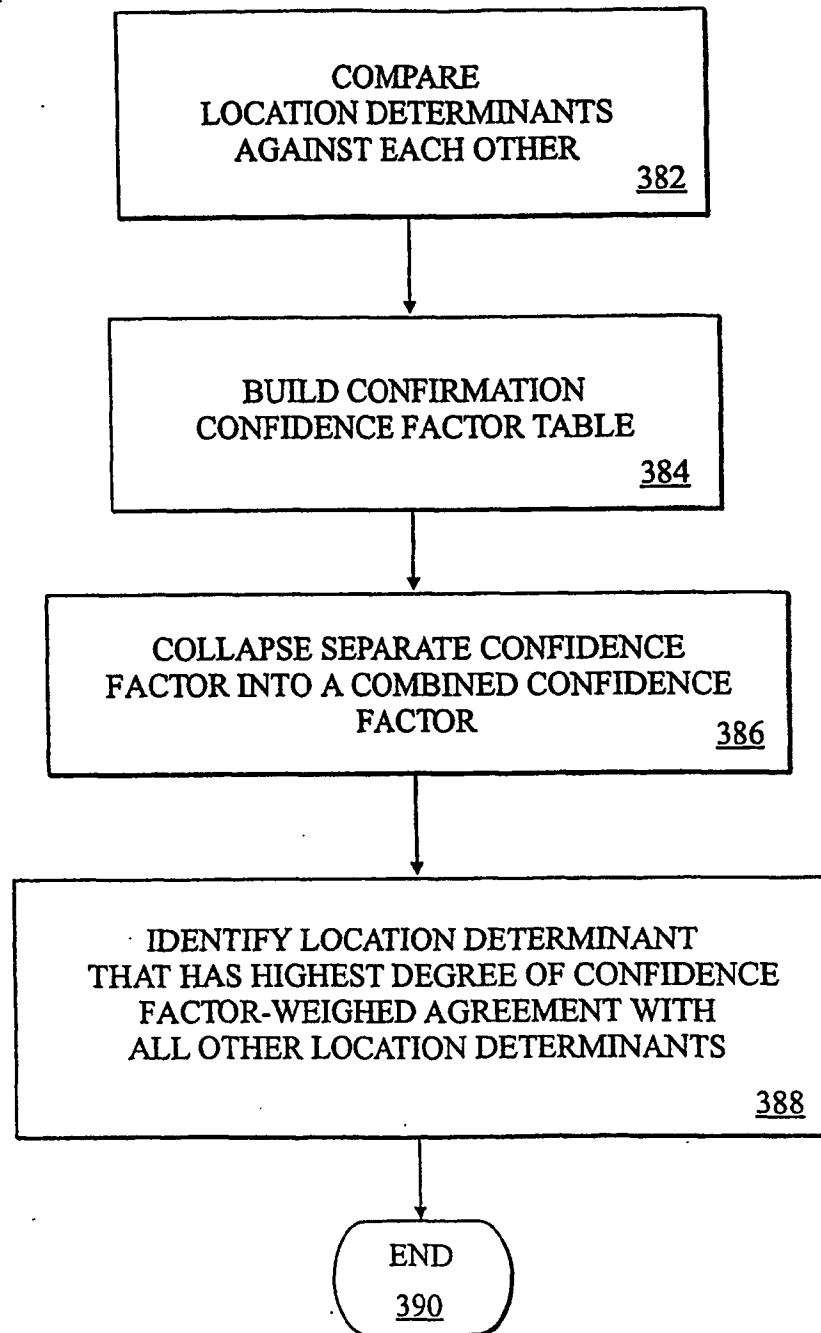 COMPARE
LOCATION DETERMINANTS
AGAINST EACH OTHER
382
BUILD CONFIRMATION
CONFIDENCE FACTOR TABLE
384
COLLAPSE SEPARATE CONFIDENCE
FACTOR INTO A COMBINED CONFIDENCE
FACTOR
386
IDENTIFY LOCATION DETERMINANT
THAT HAS HIGHEST DEGREE OF CONFIDENCE
FACTOR-WEIGHED AGREEMENT WITH
ALL OTHER LOCATION DETERMINANTS
388
END
390